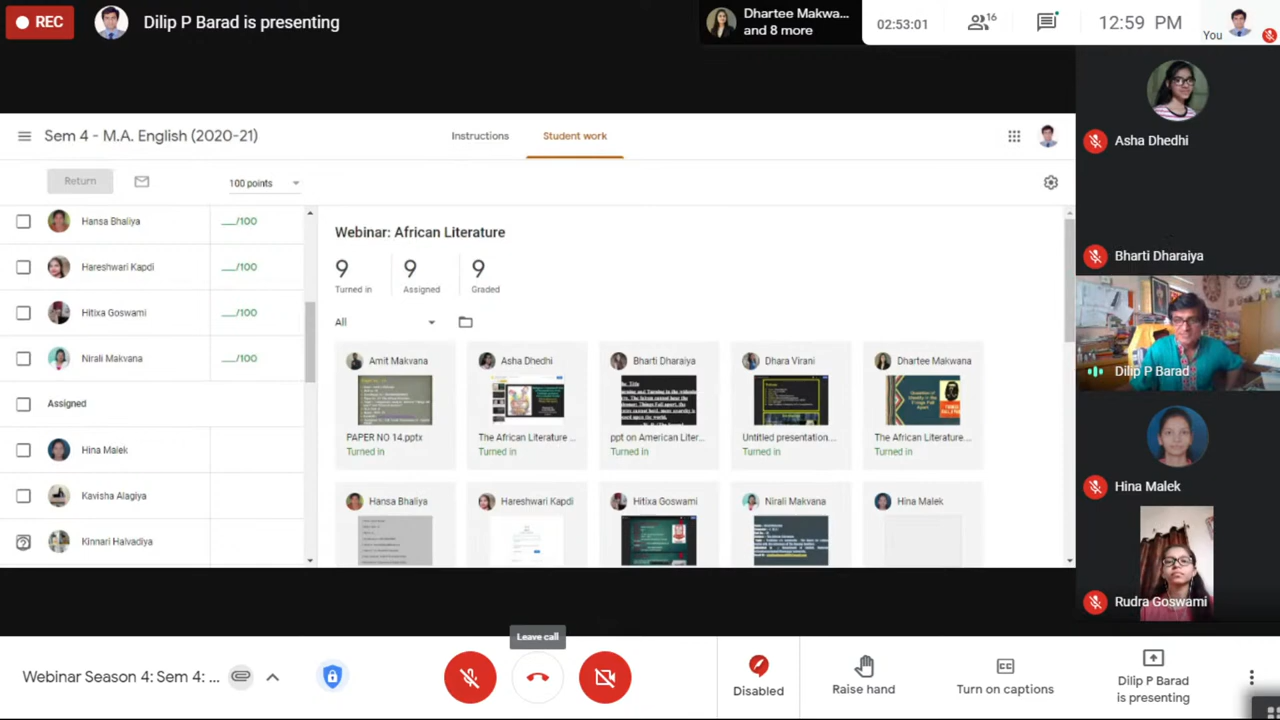 REC
Dilip P Barad is presenting
Dhartee Makwa...
and 8 more
02:53:01
16
12:59 PM
You
Sem 4 - M.A. English (2020-21)
Instructions
Student work
Return
100 points
Hansa Bhaliya
___/100
Hareshwari Kapdi
___/100
Hitixa Goswami
___/100
Nirali Makvana
___/100
Assigned
Hina Malek
Kavisha Alagiya
Kinnari Halvadiya
Webinar: African Literature
9
Turned in
9
Assigned
9
Graded
All
Amit Makvana
PAPER NO 14.pptx
Turned in
Asha Dhedhi
The African Literature ...
Turned in
Bharti Dharaiya
ppt on American Liter...
Turned in
Dhara Virani
Untitled presentation...
Turned in
Dhartee Makwana
The African Literature...
Turned in
Hansa Bhaliya
Hareshwari Kapdi
Hitixa Goswami
Nirali Makvana
Hina Malek
Asha Dhedhi
Bharti Dharaiya
Dilip P Barad
Hina Malek
Rudra Goswami
Leave call
Webinar Season 4: Sem 4: ...
Disabled
Raise hand
CC
Turn on captions
Dilip P Barad
is presenting